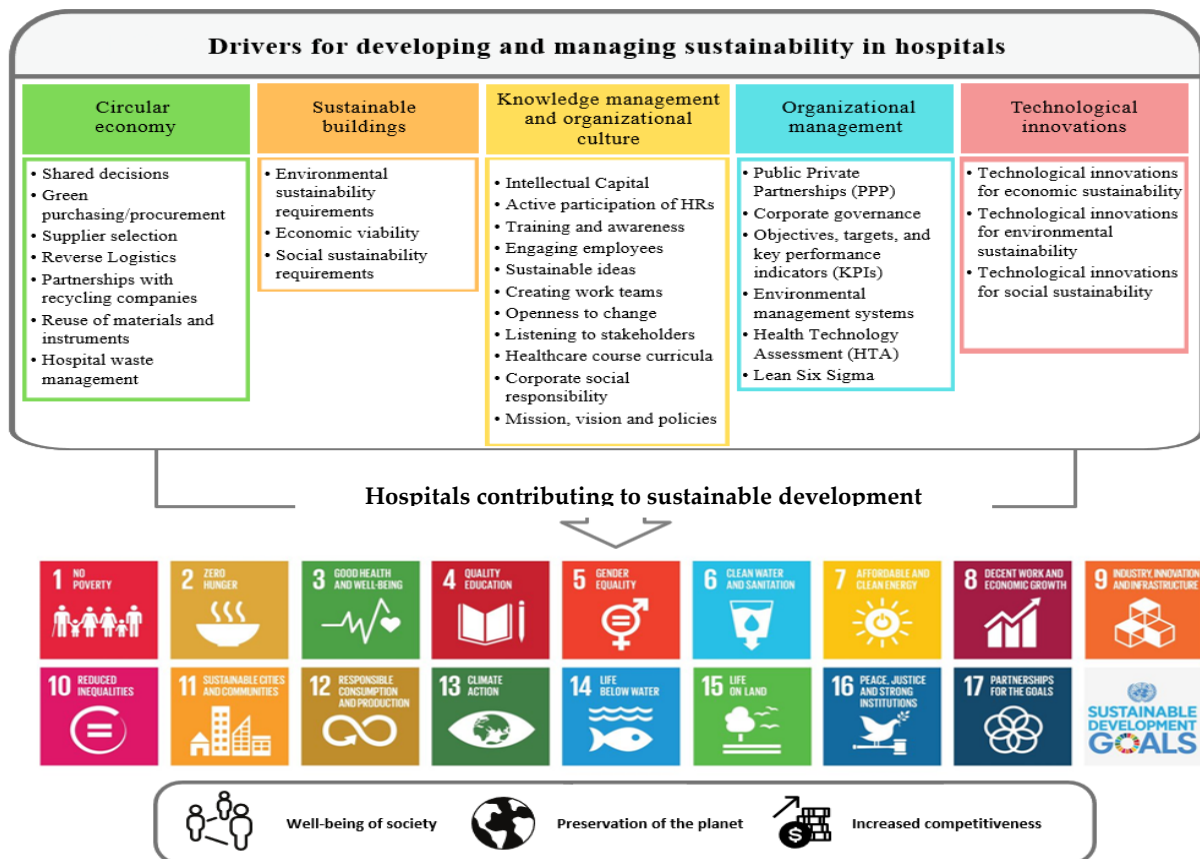 Drivers for developing and managing sustainability in hospitals
Circular
economy
• Shared decisions
• Green
purchasing/procurement
• Supplier selection
• Reverse Logistics
• Partnerships with
recycling companies
• Reuse of materials and
instruments
• Hospital waste
management
Sustainable
buildings
• Environmental
sustainability
requirements
• Economic viability
• Social sustainability
requirements
Knowledge management
and organizational
culture
• Intellectual Capital
• Active participation of HRs
• Training and awareness
• Engaging employees
• Sustainable ideas
• Creating work teams
• Openness to change
• Listening to stakeholders
• Healthcare course curricula
• Corporate social
responsibility
• Mission, vision and policies
Organizational
management
• Public Private
Partnerships (PPP)
• Corporate governance
• Objectives, targets, and
key performance
indicators (KPIs)
• Environmental
management systems
• Health Technology
Assessment (HTA)
• Lean Six Sigma
Technological
innovations
• Technological innovations
for economic sustainability
• Technological innovations
for environmental
sustainability
• Technological innovations
for social sustainability
Hospitals contributing to sustainable development
1 NO
POVERTY
2 ZERO
HUNGER
3 GOOD HEALTH
AND WELL-BEING
4 QUALITY
EDUCATION
5 GENDER
EQUALITY
6 CLEAN WATER
AND SANITATION
7 AFFORDABLE AND
CLEAN ENERGY
8 DECENT WORK AND
ECONOMIC GROWTH
9 INDUSTRY, INNOVATION
AND INFRASTRUCTURE
10 REDUCED
INEQUALITIES
11 SUSTAINABLE CITIES
AND COMMUNITIES
12 RESPONSIBLE
CONSUMPTION
AND PRODUCTION
13 CLIMATE
ACTION
14 LIFE
BELOW WATER
15 LIFE
ON LAND
16 PEACE, JUSTICE
AND STRONG
INSTITUTIONS
17 PARTNERSHIPS
FOR THE GOALS
SUSTAINABLE
DEVELOPMENT
GOALS
Well-being of society
Preservation of the planet
$
Increased competitiveness